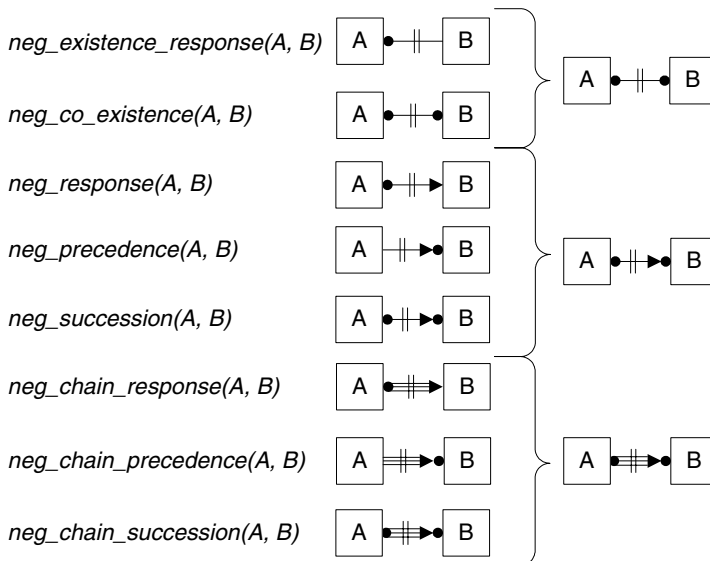 neg_existence_response(A, B) A B
A B
neg_co_existence(A, B) A B
neg_response(A, B) A B
neg_precedence(A, B) A B
A B
neg_succession(A, B) A B
neg_chain_response(A, B) A B
neg_chain_precedence(A, B) A B A B
neg_chain_succession(A, B) A B